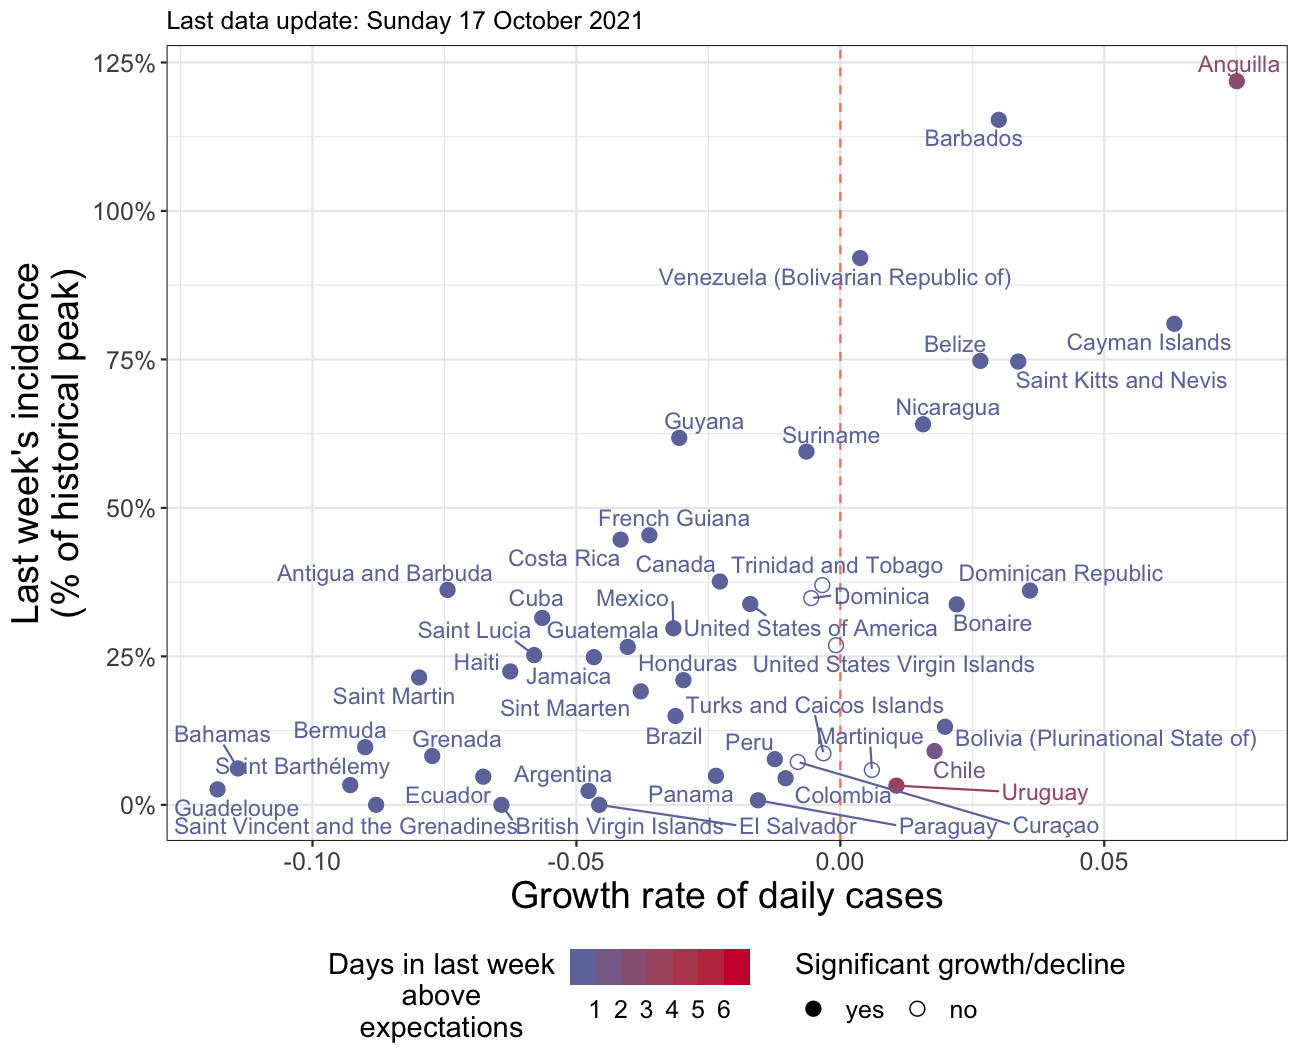 Last data update: Sunday 17 October 2021
Last week's incidence
(% of historical peak)
125%
100%
75%
50%
25%
0%
Anguilla
Barbados
Venezuela (Bolivarian Republic of)
Cayman Islands
Belize
Saint Kitts and Nevis
Nicaragua
Guyana
Suriname
French Guiana
Costa Rica
Canada
Trinidad and Tobago
Antigua and Barbuda
Dominican Republic
Cuba
Mexico
Dominica
Bonaire
Saint Lucia
Guatemala
United States of America
Haiti
Jamaica
Honduras
United States Virgin Islands
Saint Martin
Sint Maarten
Turks and Caicos Islands
Bahamas
Bermuda
Grenada
Brazil
Peru
Martinique
Bolivia (Plurinational State of)
Saint Barthélemy
Argentina
Chile
Guadeloupe
Ecuador
Panama
Colombia
Uruguay
Saint Vincent and the Grenadines
British Virgin Islands
El Salvador
Paraguay
Curaçao
-0.10
-0.05
0.00
0.05
Growth rate of daily cases
Days in last week
above
expectations
1 2 3 4 5 6
Significant growth/decline
yes
no